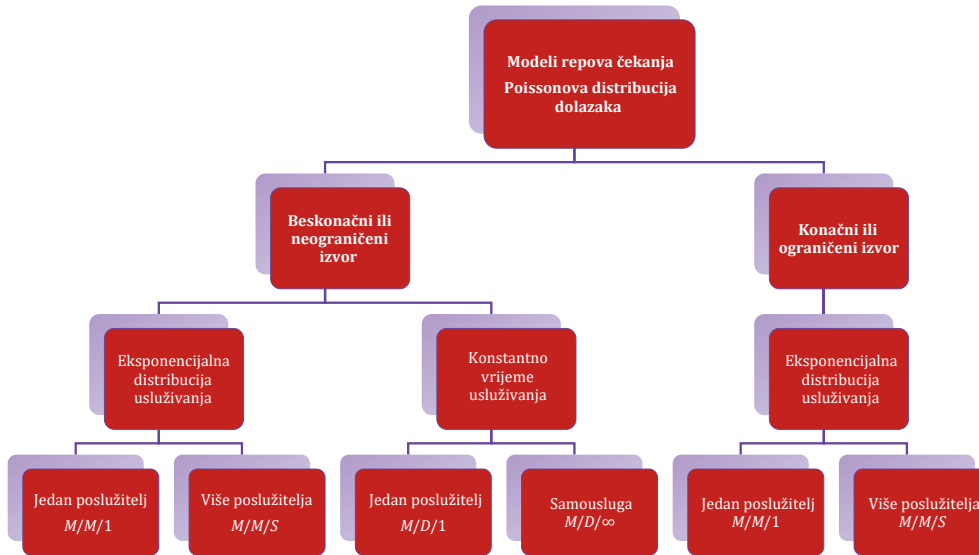 Modeli repova čekanja
Poissonova distribucija
dolazaka
Beskonačni ili
neograničeni
izvor
Konačni ili
ograničeni izvor
Eksponencijalna
distribucija
usluživanja
Konstantno
vrijeme
usluživanja
Eksponencijalna
distribucija
usluživanja
Jedan poslužitelj
M/M/1
Više poslužitelja
M/M/S
Jedan poslužitelj
M/D/1
Samousluga
M/D/∞
Jedan poslužitelj
M/M/1
Više poslužitelja
M/M/S